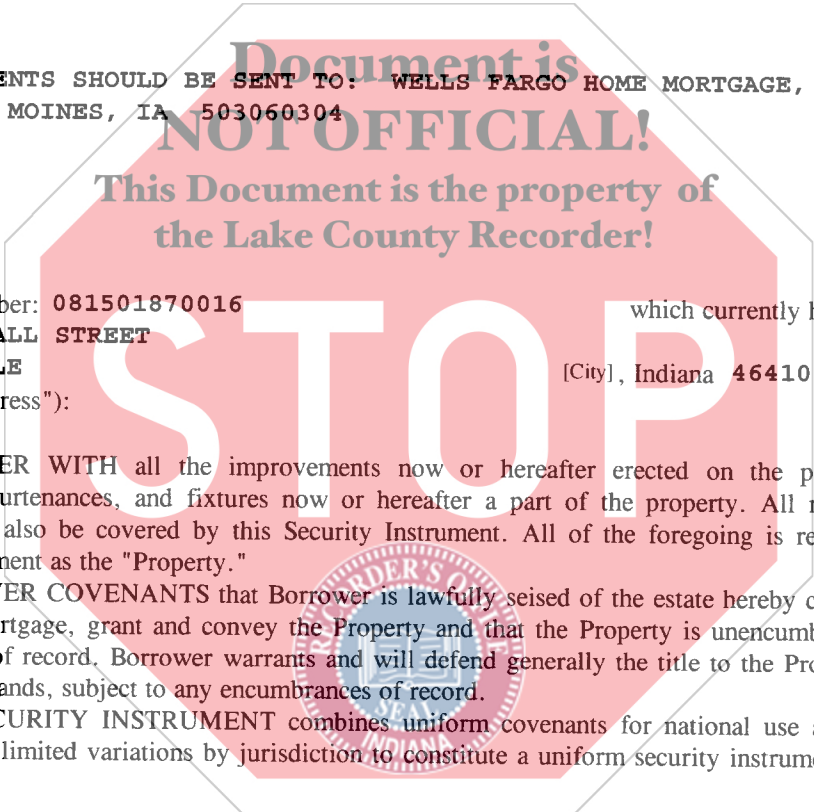 Document is
ENTS SHOULD BE SENT TO: WELLS FARGO HOME MORTGAGE,
MOINES, IA 503060304
NOT OFFICIAL!
This Document is the property of
the Lake County Recorder!
ber: 081501870016 which currently h
ALL STREET
LE [City], Indiana 46410
ress"):
STOP
ER WITH all the improvements now or hereafter erected on the p
urtenances, and fixtures now or hereafter a part of the property. All r
also be covered by this Security Instrument. All of the foregoing is re
ment as the "Property."
ER COVENANTS that Borrower is lawfully seised of the estate hereby c
rtgage, grant and convey the Property and that the Property is unencumb
of record. Borrower warrants and will defend generally the title to the Pro
ands, subject to any encumbrances of record.
CURITY INSTRUMENT combines uniform covenants for national use a
limited variations by jurisdiction to constitute a uniform security instrume
RECORDER'S
SEAL
INDIANA